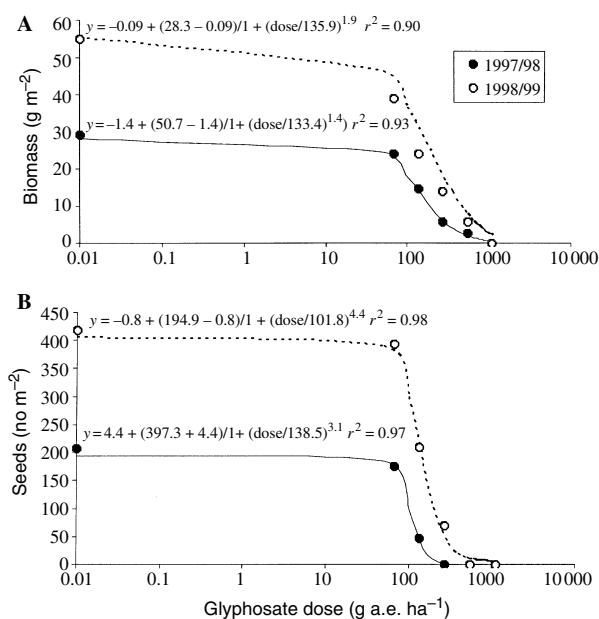 A
60
50
40
30
20
10
0
Biomass (g m⁻²)
y = –0.09 + (28.3 – 0.09)/1+ (dose/135.9)^1.9 r² = 0.90
y = –1.4 + (50.7 – 1.4)/1+ (dose/133.4)^1.4) r² = 0.93
1997/98
1998/99
0.01 0.1 1 10 100 1000 10 000
B
450
400
350
300
250
200
150
100
50
0
Seeds (no m⁻²)
y = –0.8 + (194.9 – 0.8)/1 + (dose/101.8)^4.4 r² = 0.98
y = 4.4 + (397.3 + 4.4)/1+ (dose/138.5)^3.1 r² = 0.97
0.01 0.1 1 10 100 1000 10 000
Glyphosate dose (g a.e. ha⁻¹)